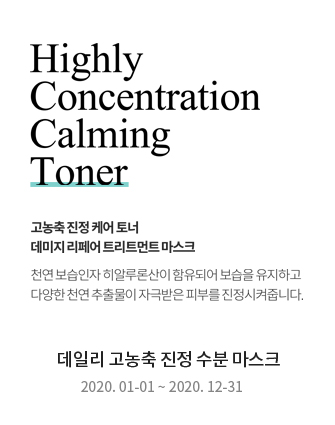 Highly
Concentration
Calming
Toner
고농축 진정 케어 토너
데미지 리페어 트리트먼트 마스크
천연 보습인자 히알루론산이 함유되어 보습을 유지하고
다양한 천연 추출물이 자극받은 피부를 진정시켜줍니다.
데일리 고농축 진정 수분 마스크
2020. 01-01 ~ 2020. 12-31